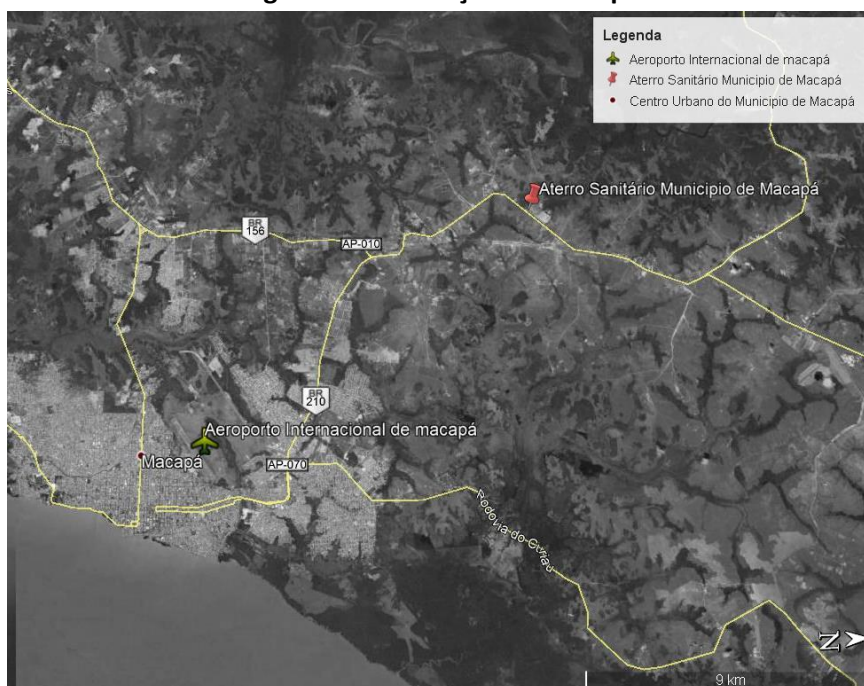 Legenda
Aeroporto Internacional de macapá
Aterro Sanitário Municipio de Macapá
Centro Urbano do Municipio de Macapá
Aterro Sanitário Municipio de Macapá
BR
156
AP-010
BR
210
Aeroporto Internacional de macapá
Macapá
AP-070
Rodovia do Curiau
N
9 km